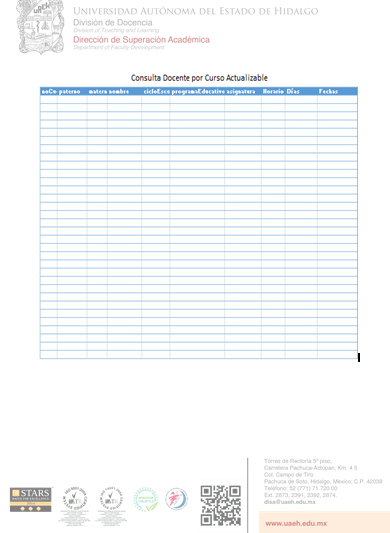 UNIVERSIDAD AUTÓNOMA DEL ESTADO DE HIDALGO
División de Docencia
Division of Teaching and Learning
Dirección de Superación Académica
Department of Faculty Development
Consulta Docente por Curso Actualizable
noCo paterno matern nombre cicloEsco programaEducativo asignatura Horario Días Fechas
Torres de Rectoría 5º piso,
Carretera Pachuca-Actopan, Km. 4.5
Col. Campo de Tiro
Pachuca de Soto, Hidalgo, México; C.P. 42039
Teléfono: 52 (771) 71 720 00
Ext. 2873, 2391, 2392, 2874,
disa@uaeh.edu.mx
STARS
www.uaeh.edu.mx